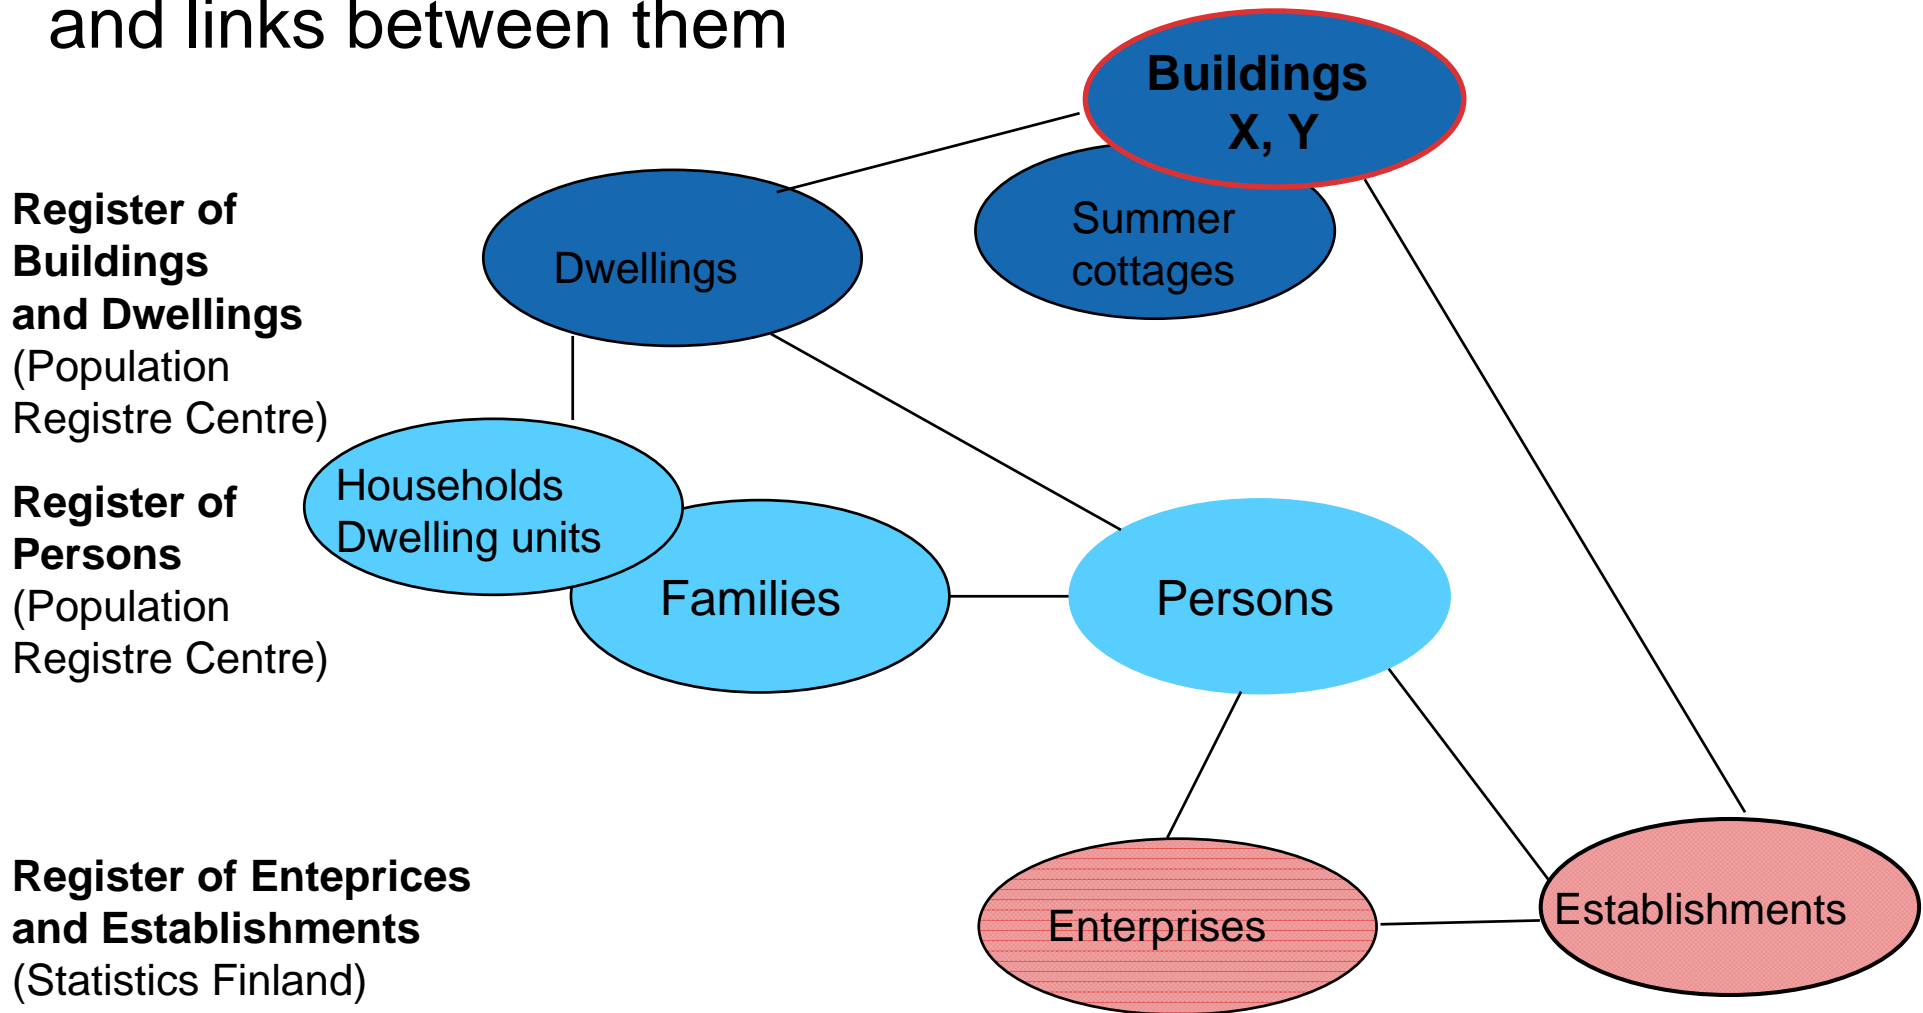 and links between them
Buildings
X, Y
Summer
cottages
Dwellings
Register of
Buildings
and Dwellings
(Population
Registre Centre)
Households
Dwelling units
Families
Persons
Register of
Persons
(Population
Registre Centre)
Register of Enteprices
and Establishments
(Statistics Finland)
Enterprises
Establishments